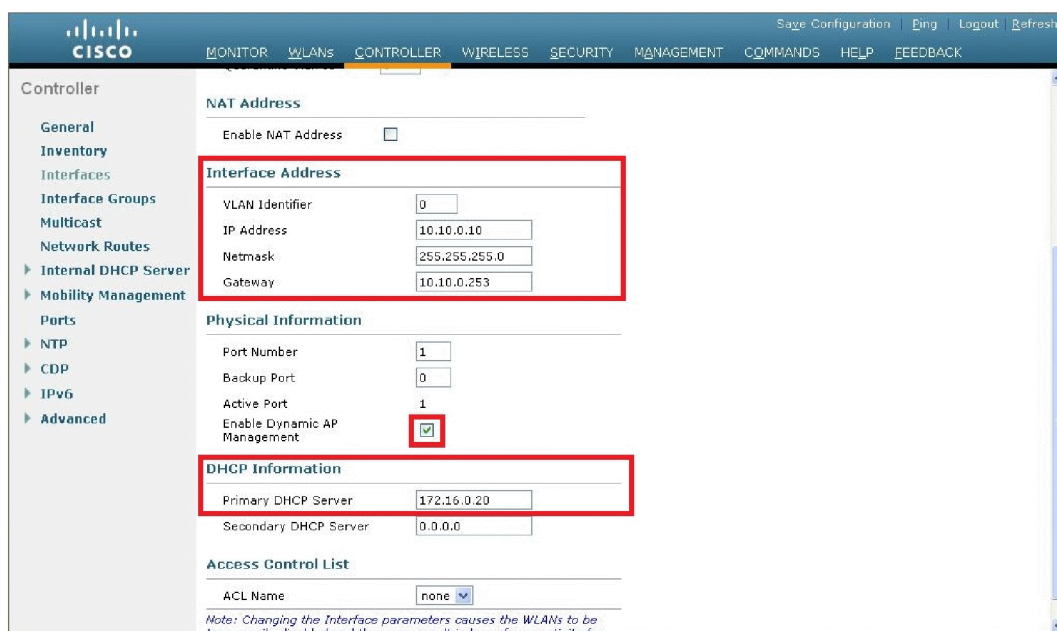 Save Configuration | Ping | Logout | Refresh
CISCO
MONITOR WLANs CONTROLLER WIRELESS SECURITY MANAGEMENT COMMANDS HELP FEEDBACK
Controller
General
Inventory
Interfaces
Interface Groups
Multicast
Network Routes
Internal DHCP Server
Mobility Management
Ports
NTP
CDP
IPv6
Advanced
NAT Address
Enable NAT Address
Interface Address
VLAN Identifier 0
IP Address 10.10.0.10
Netmask 255.255.255.0
Gateway 10.10.0.253
Physical Information
Port Number 1
Backup Port 0
Active Port 1
Enable Dynamic AP
Management
DHCP Information
Primary DHCP Server 172.16.0.20
Secondary DHCP Server 0.0.0.0
Access Control List
ACL Name none
Note: Changing the Interface parameters causes the WLANs to be